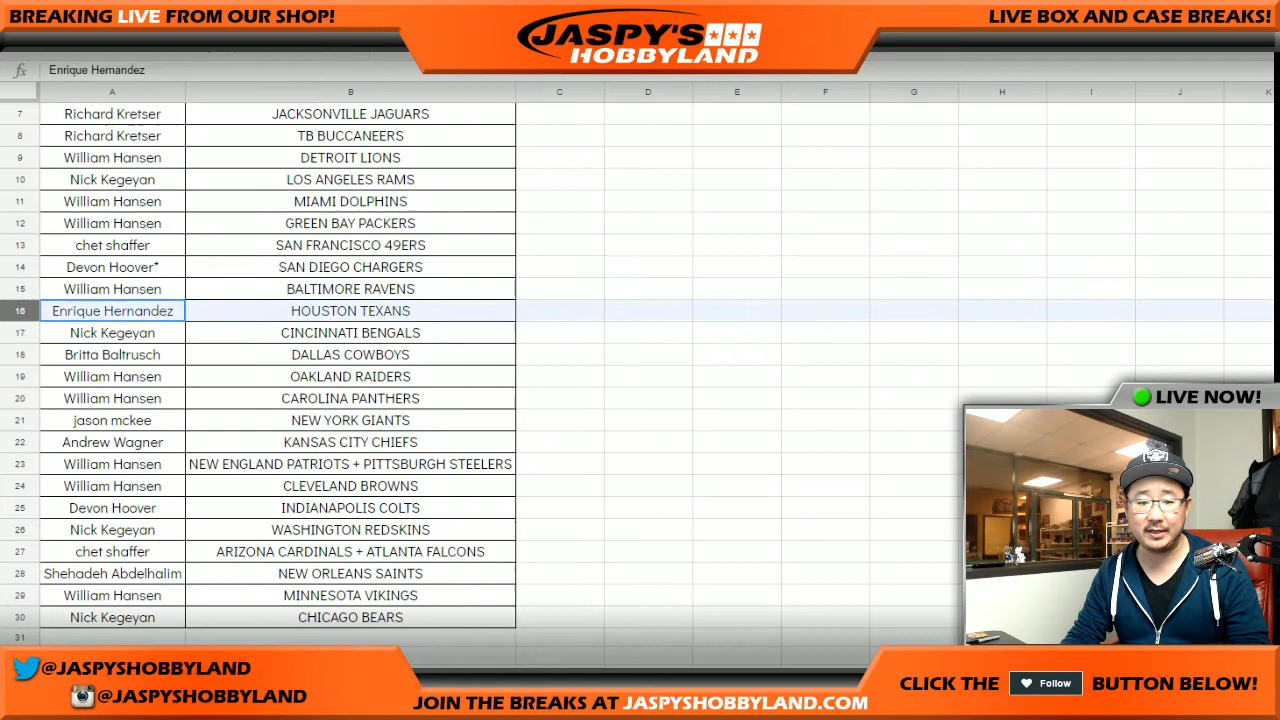 BREAKING LIVE FROM OUR SHOP!
JASPY'S
HOBBYLAND
LIVE BOX AND CASE BREAKS!
fx Enrique Hernandez
A B C D E F G H I J K
7 Richard Kretser JACKSONVILLE JAGUARS
8 Richard Kretser TB BUCCANEERS
9 William Hansen DETROIT LIONS
10 Nick Kegeyan LOS ANGELES RAMS
11 William Hansen MIAMI DOLPHINS
12 William Hansen GREEN BAY PACKERS
13 chet shaffer SAN FRANCISCO 49ERS
14 Devon Hoover* SAN DIEGO CHARGERS
15 William Hansen BALTIMORE RAVENS
16 Enrique Hernandez HOUSTON TEXANS
17 Nick Kegeyan CINCINNATI BENGALS
18 Britta Baltrusch DALLAS COWBOYS
19 William Hansen OAKLAND RAIDERS
20 William Hansen CAROLINA PANTHERS
21 jason mckee NEW YORK GIANTS
22 Andrew Wagner KANSAS CITY CHIEFS
23 William Hansen NEW ENGLAND PATRIOTS + PITTSBURGH STEELERS
24 William Hansen CLEVELAND BROWNS
25 Devon Hoover INDIANAPOLIS COLTS
26 Nick Kegeyan WASHINGTON REDSKINS
27 chet shaffer ARIZONA CARDINALS + ATLANTA FALCONS
28 Shehadeh Abdelhalim NEW ORLEANS SAINTS
29 William Hansen MINNESOTA VIKINGS
30 Nick Kegeyan CHICAGO BEARS
31
LIVE NOW!
@JASPYSHOBBYLAND
@JASPYSHOBBYLAND
JOIN THE BREAKS AT JASPYSHOBBYLAND.COM
CLICK THE Follow BUTTON BELOW!